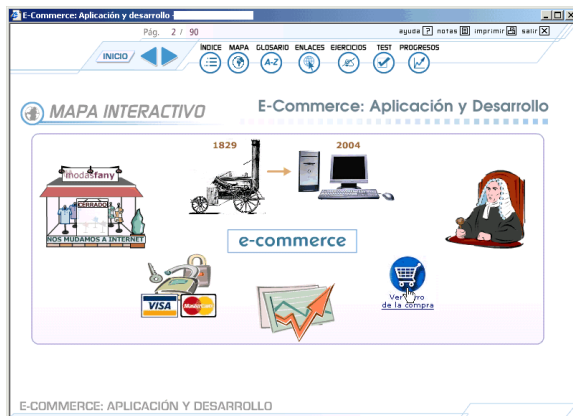 E-Commerce: Aplicación y desarrollo -
Pág. 2 / 90
ayuda ? notas imprimir salir X
INICIO
ÍNDICE MAPA GLOSARIO ENLACES EJERCICIOS TEST PROGRESOS
A-Z
MAPA INTERACTIVO
E-Commerce: Aplicación y Desarrollo
1829
2004
modasfany
CERRADO
NOS MUDAMOS A INTERNET
e-commerce
VISA
MasterCard
Ver
de la compra
E-COMMERCE: APLICACIÓN Y DESARROLLO